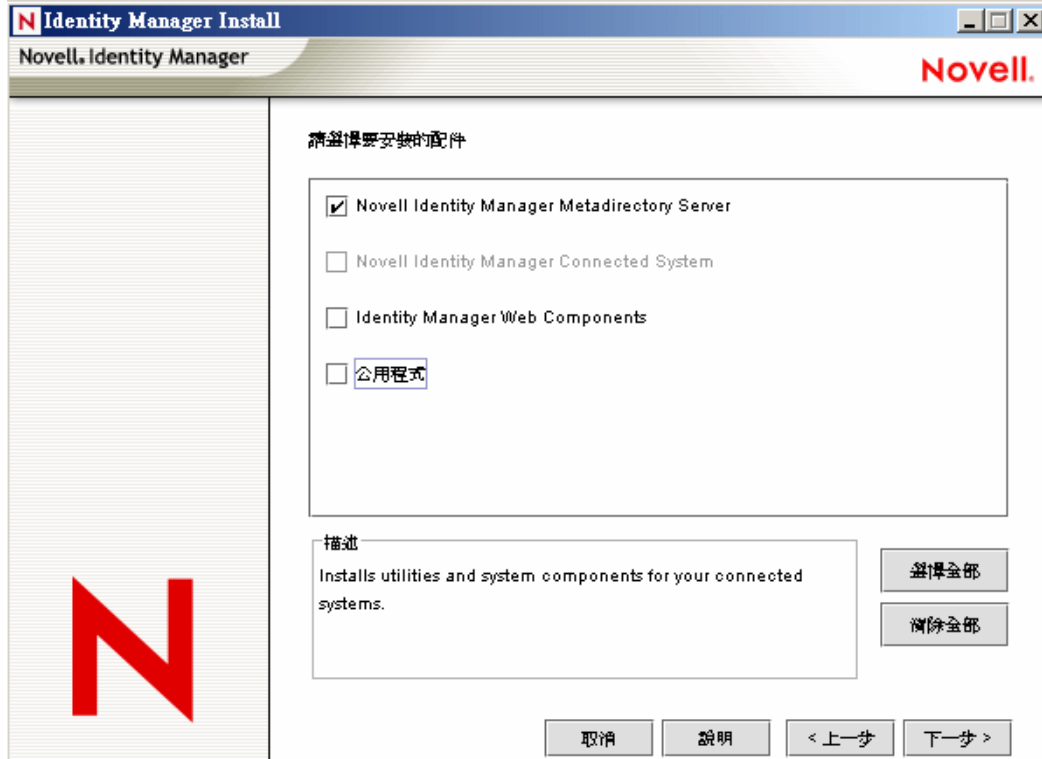 Identity Manager Install
Novell. Identity Manager
Novell.
請選擇要安裝的配件
Novell Identity Manager Metadirectory Server
Novell Identity Manager Connected System
Identity Manager Web Components
公用程式
描述
Installs utilities and system components for your connected
systems.
選擇全部
清除全部
取消
說明
< 上一步
下一步 >